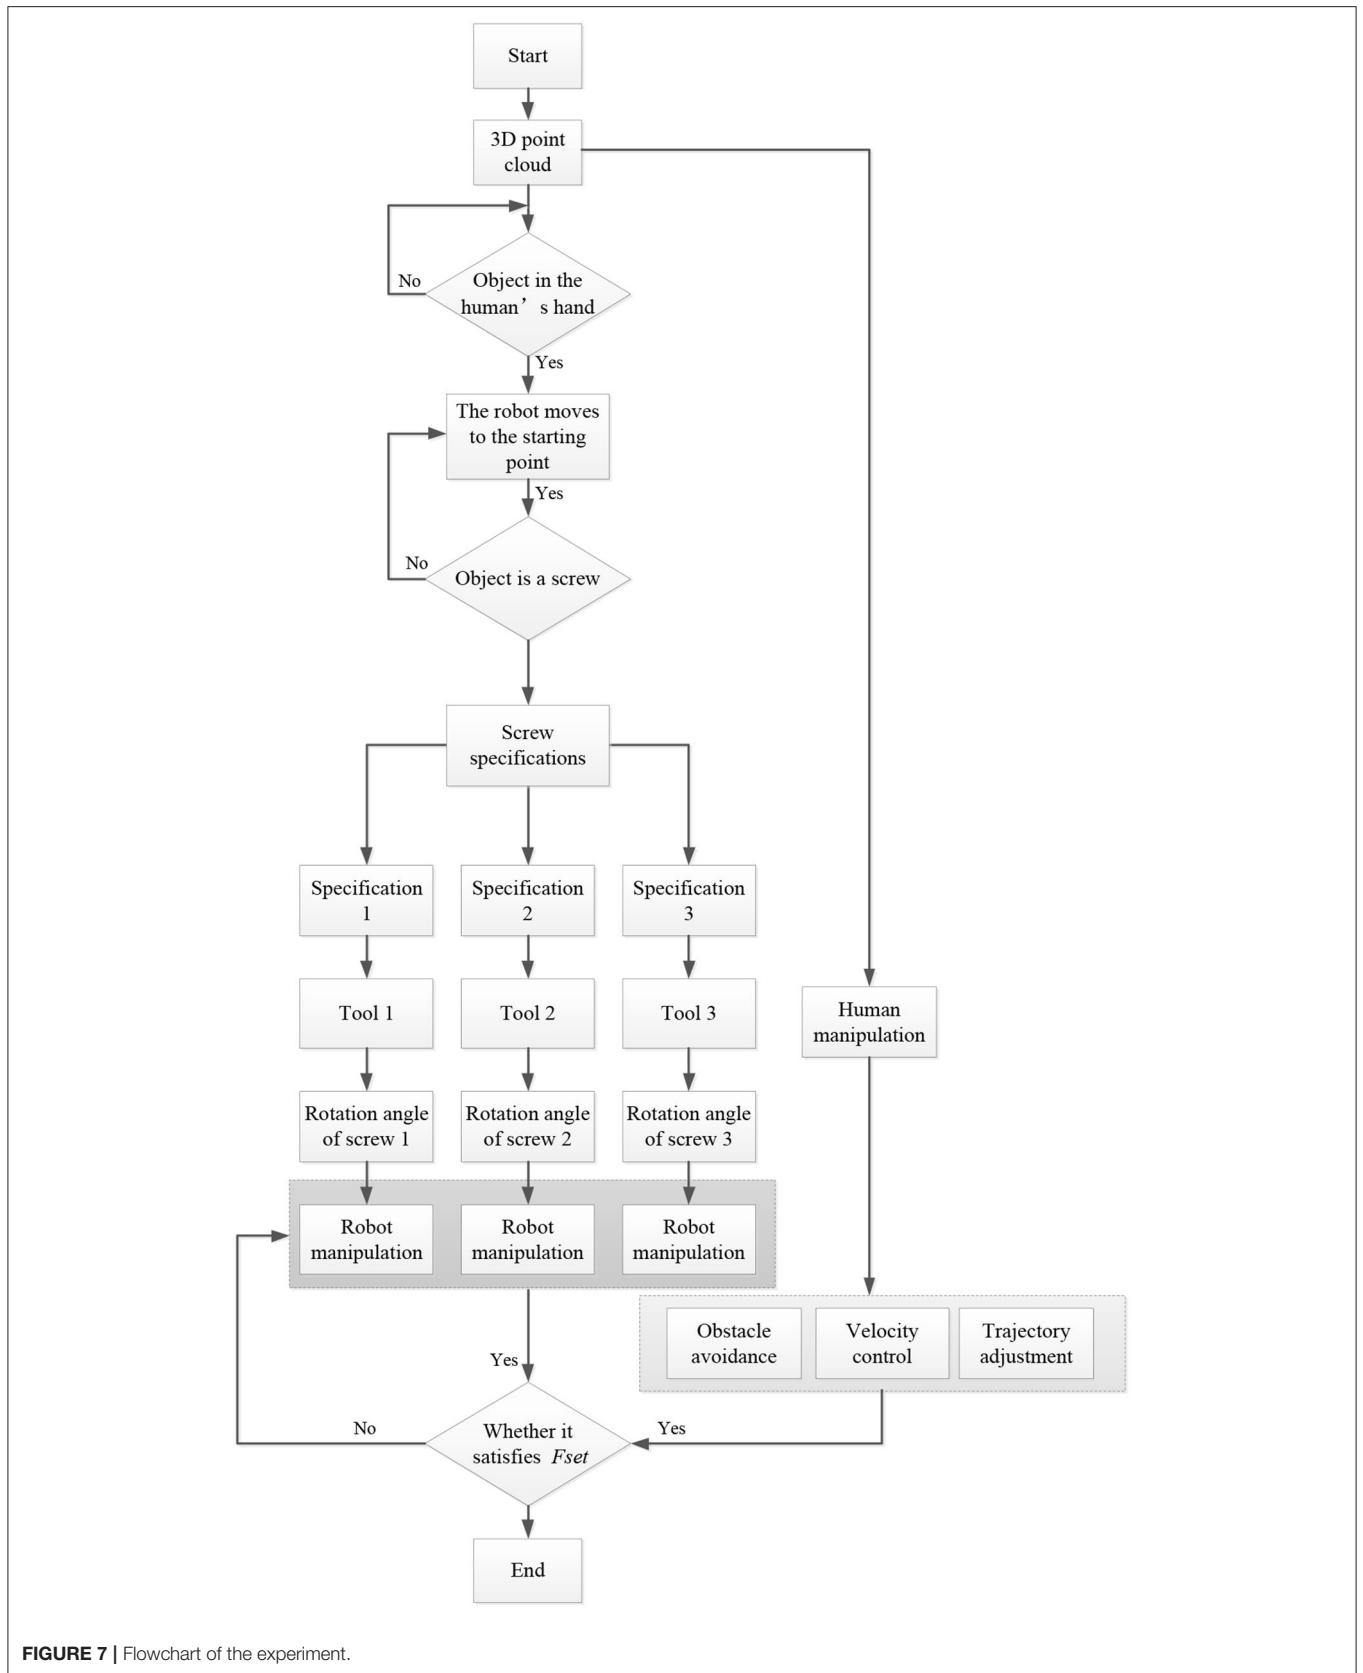 Start
3D point
cloud
No
Object in the
human’s hand
Yes
The robot moves
to the starting
point
Yes
No
Object is a screw
Screw
specifications
Specification
1
Specification
2
Specification
3
Tool 1
Tool 2
Tool 3
Human
manipulation
Rotation angle
of screw 1
Rotation angle
of screw 2
Rotation angle
of screw 3
Robot
manipulation
Robot
manipulation
Robot
manipulation
Obstacle
avoidance
Velocity
control
Trajectory
adjustment
Yes
No
Whether it
satisfies Fset
Yes
End
FIGURE 7 | Flowchart of the experiment.